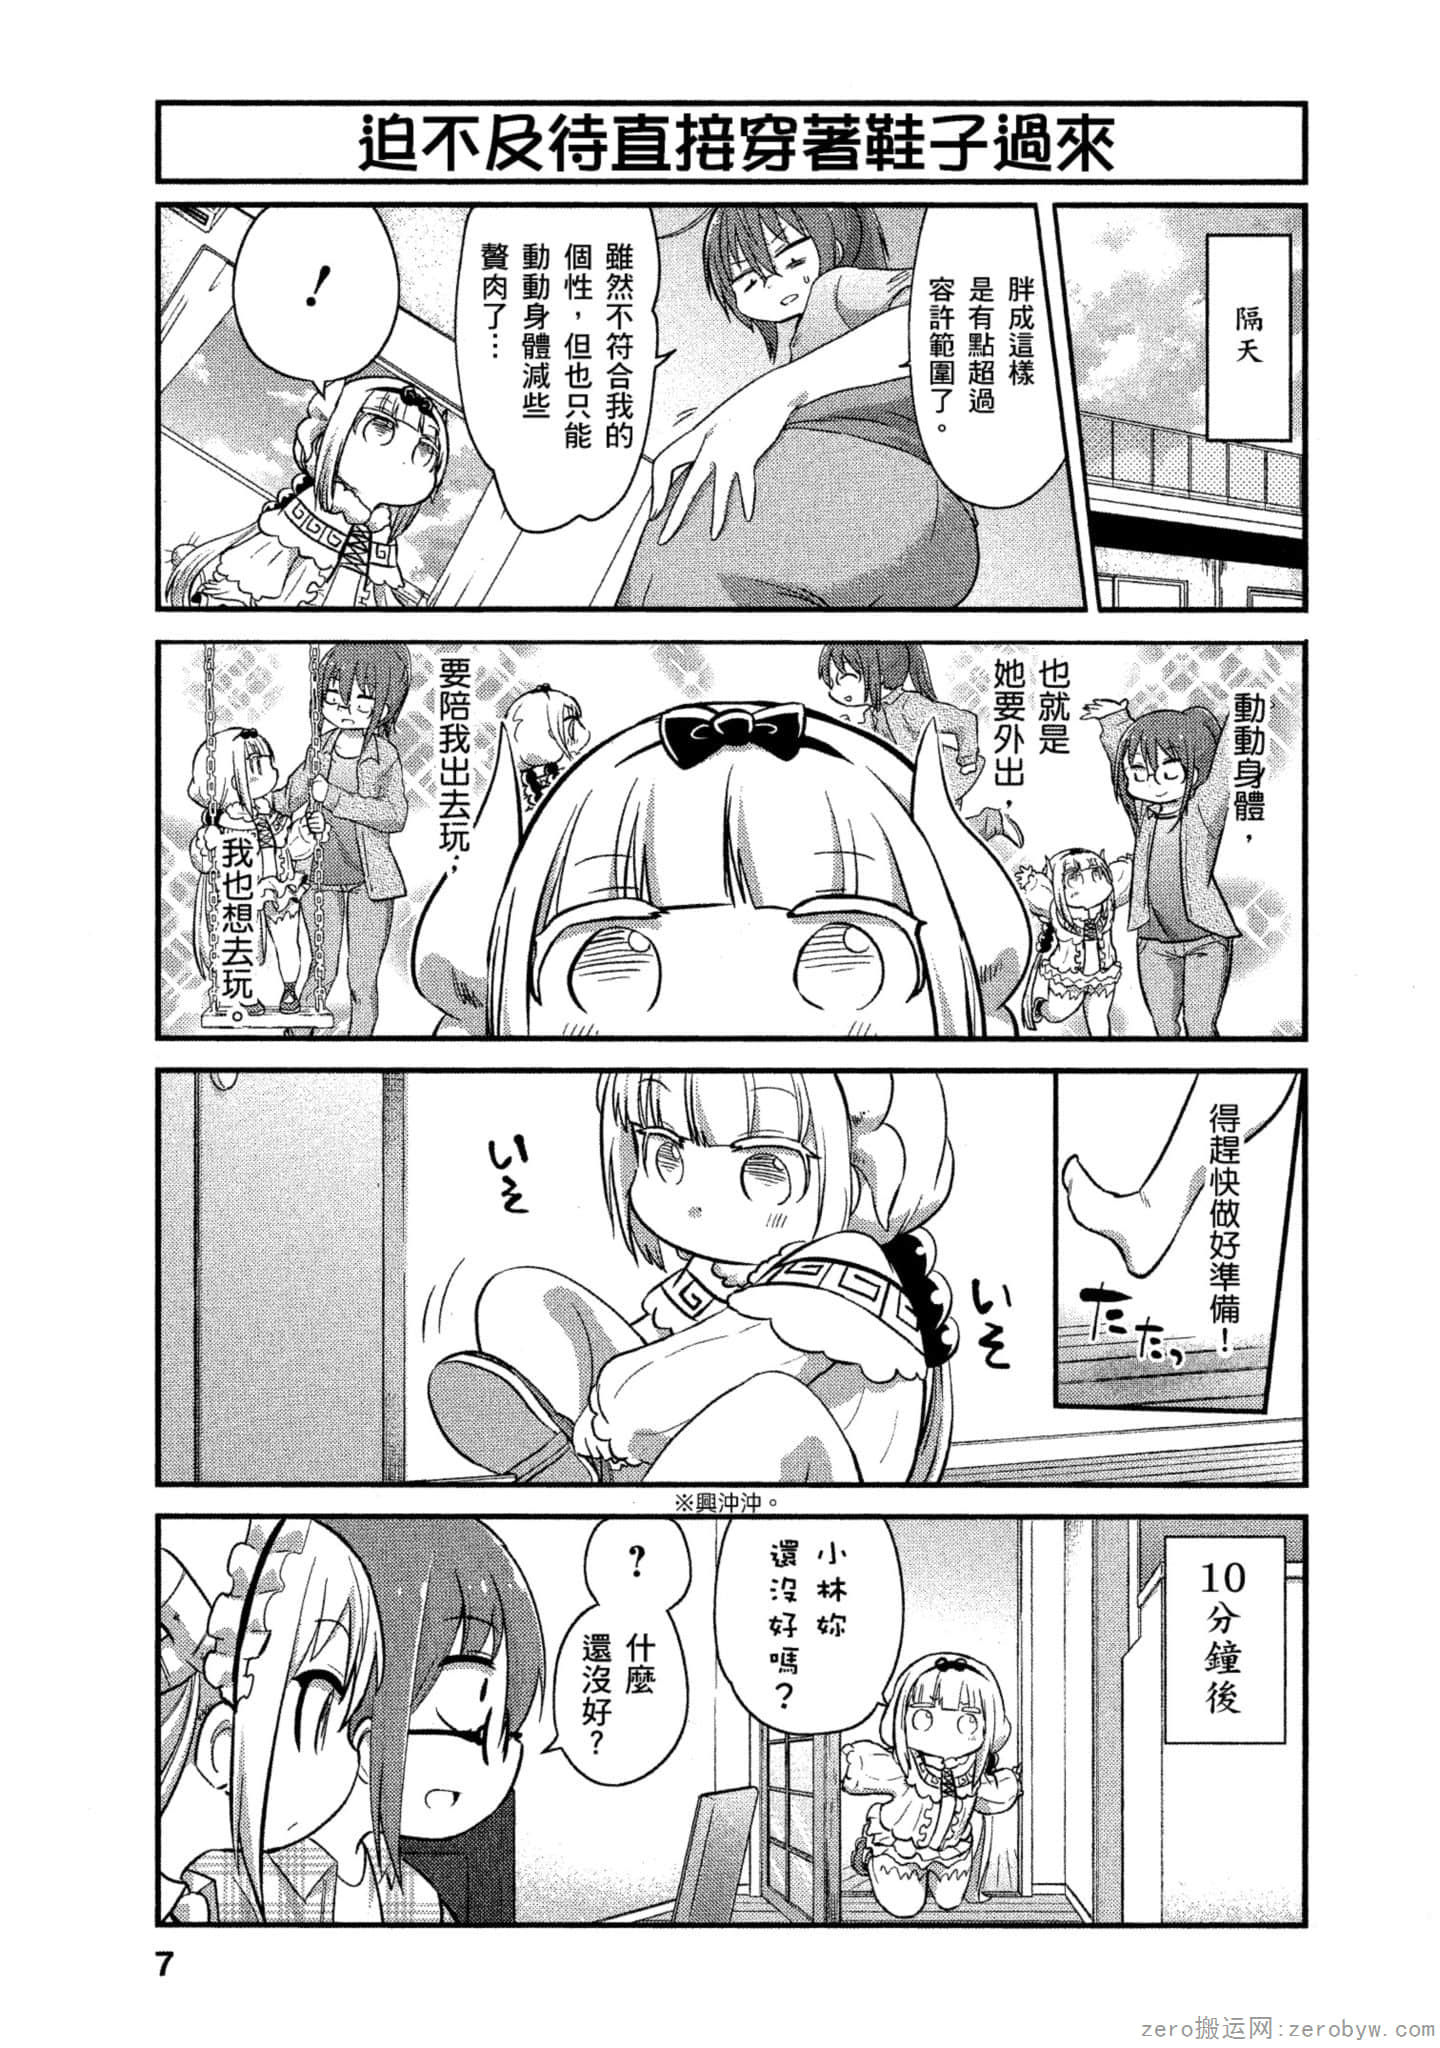 迫不及待直接穿著鞋子過來
隔天
胖成這樣
是有点超過
容許範圍了。
雖然不符合我的
個性，但也只能
動動身體減些
贅肉了…
！
動動身體，
也就是
她要外出，
要陪我出去玩；
我也想去玩。
得趕快做好準備！
たたっ
いそ
いそ
※興沖沖。
10分鐘後
小林妳
還沒好嗎？
？
什麼
還沒好？
7
zero搬运网:zerobyw.com